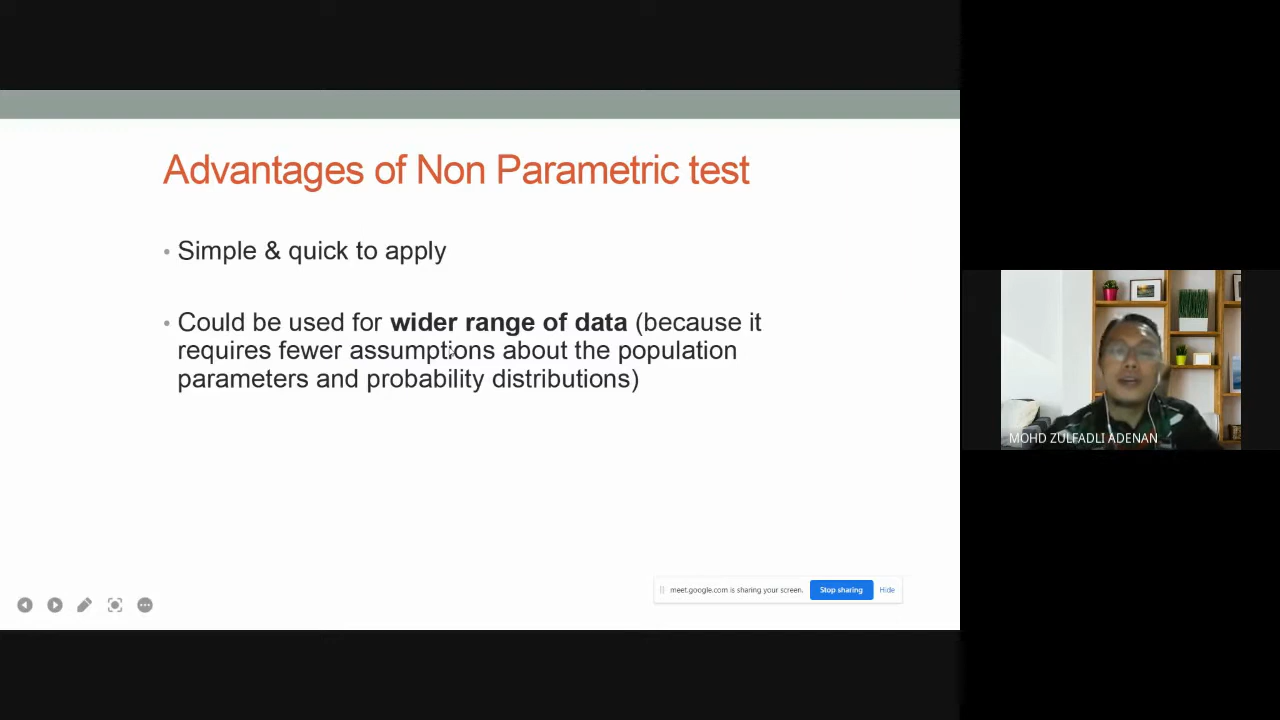 Advantages of Non Parametric test
• Simple & quick to apply
• Could be used for wider range of data (because it
requires fewer assumptions about the population
parameters and probability distributions)
MOHD ZULFADLI ADENAN
meet.google.com is sharing your screen.
Stop sharing
Hide